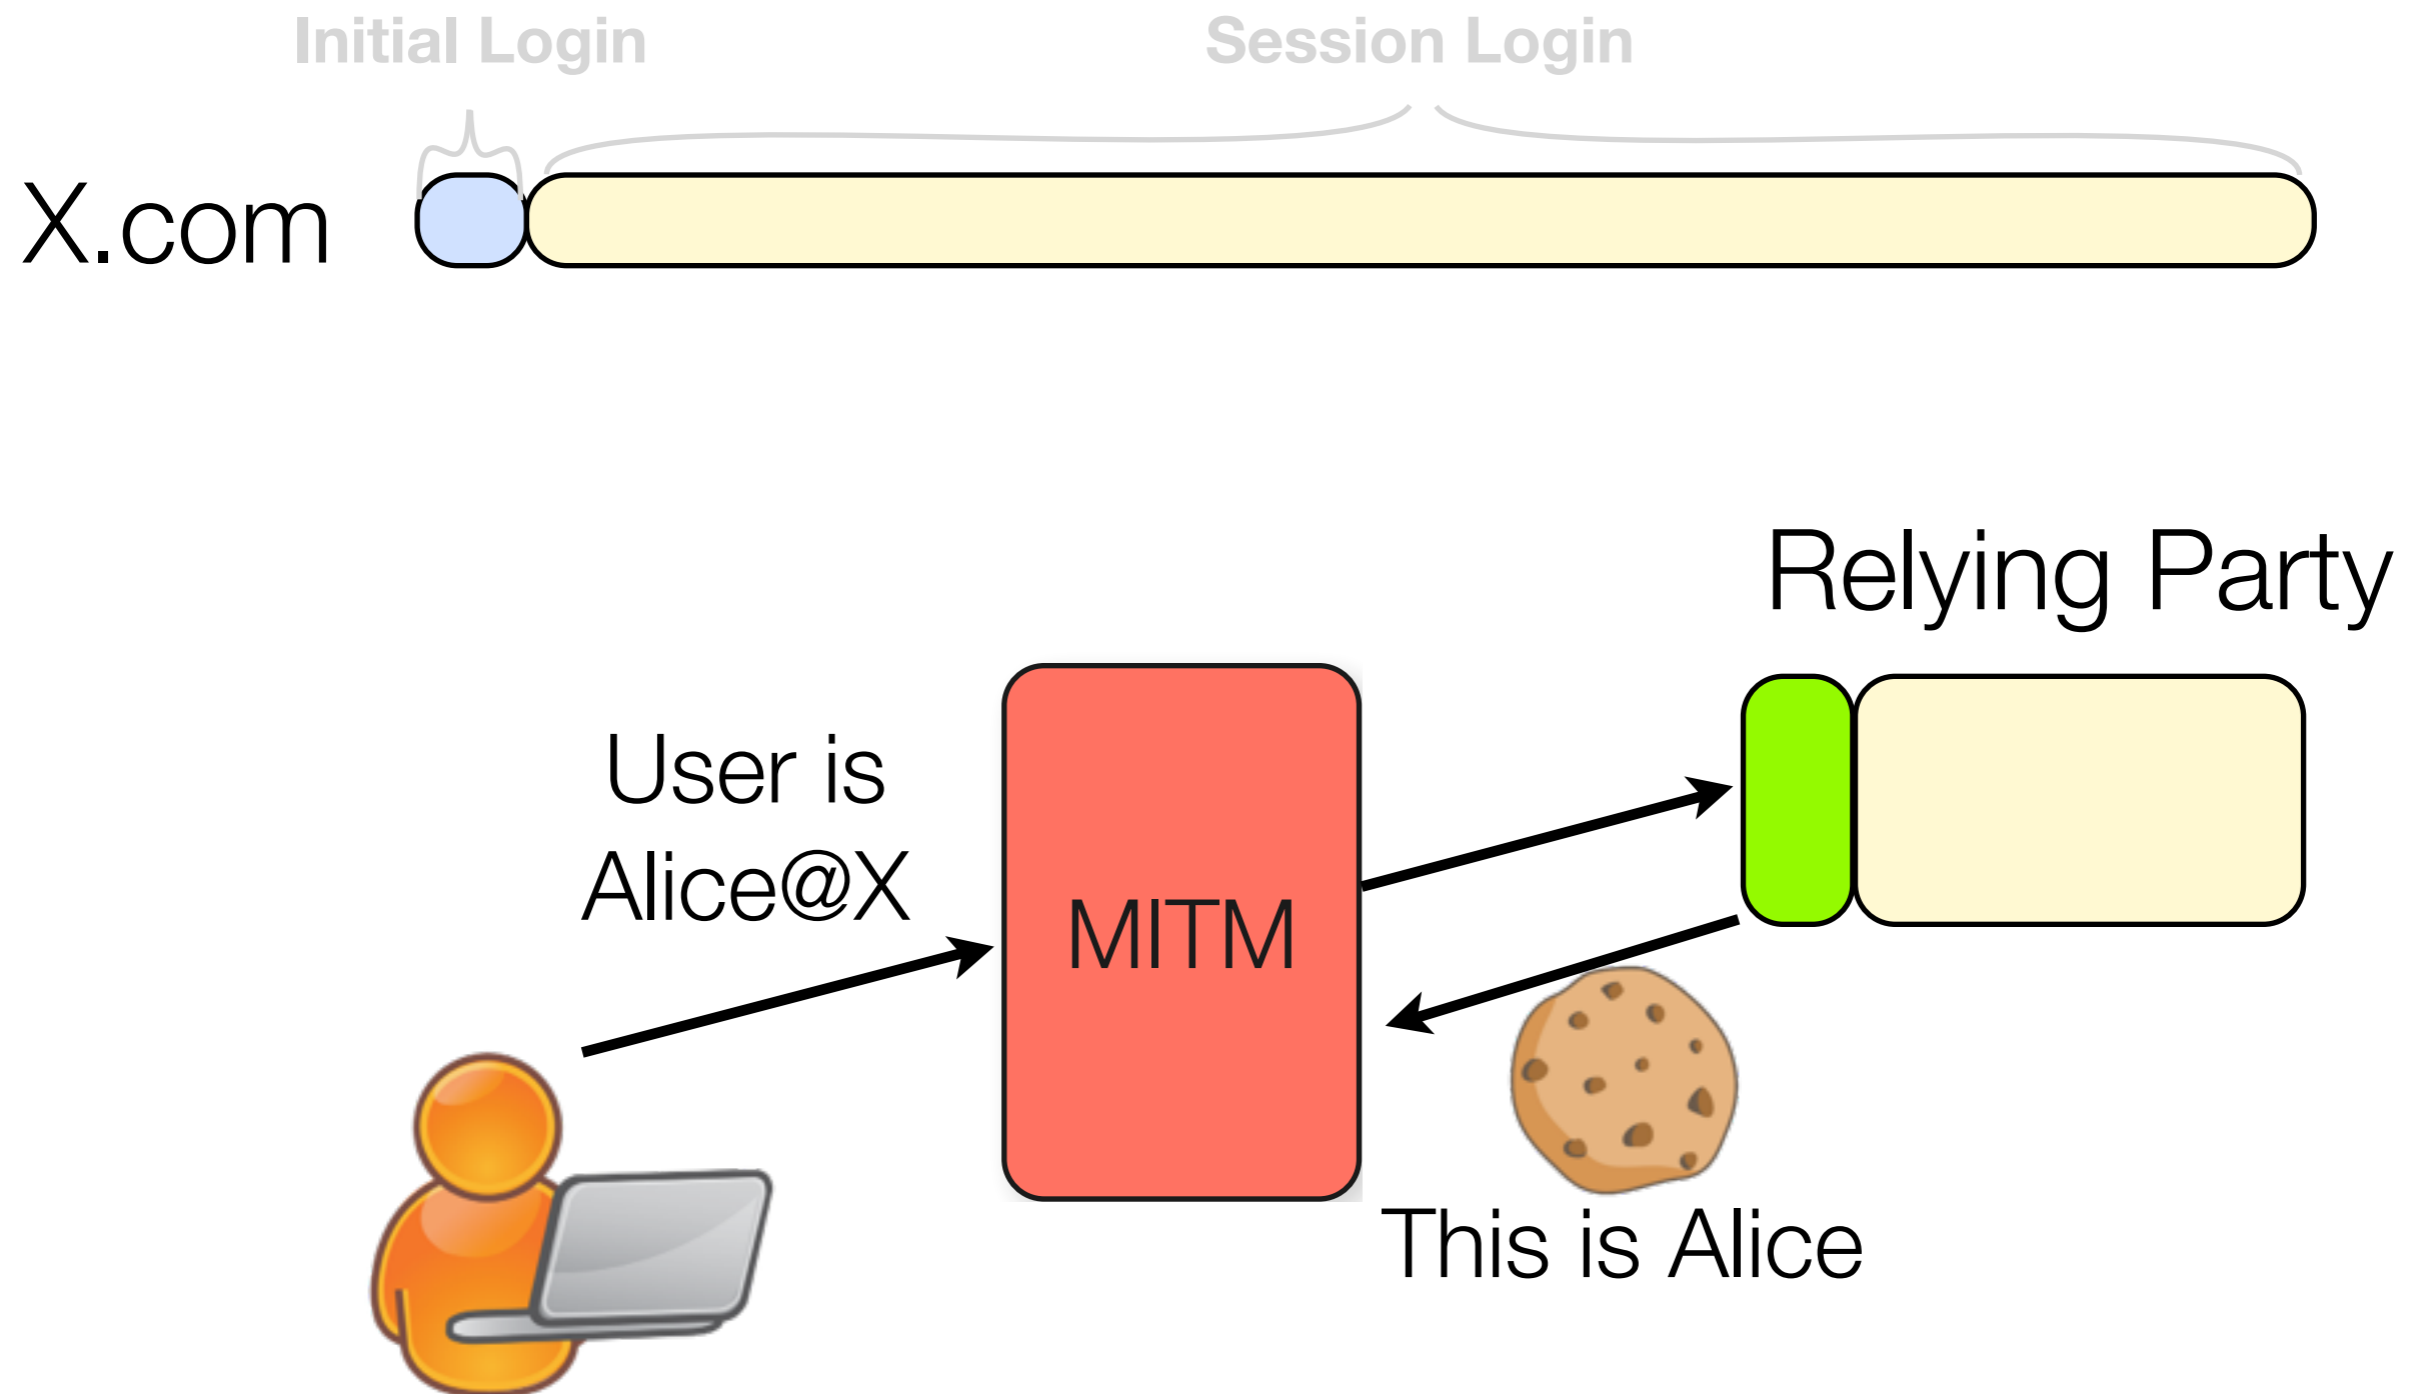 Initial Login
Session Login
X.com
Relying Party
User is
Alice@X
MITM
This is Alice